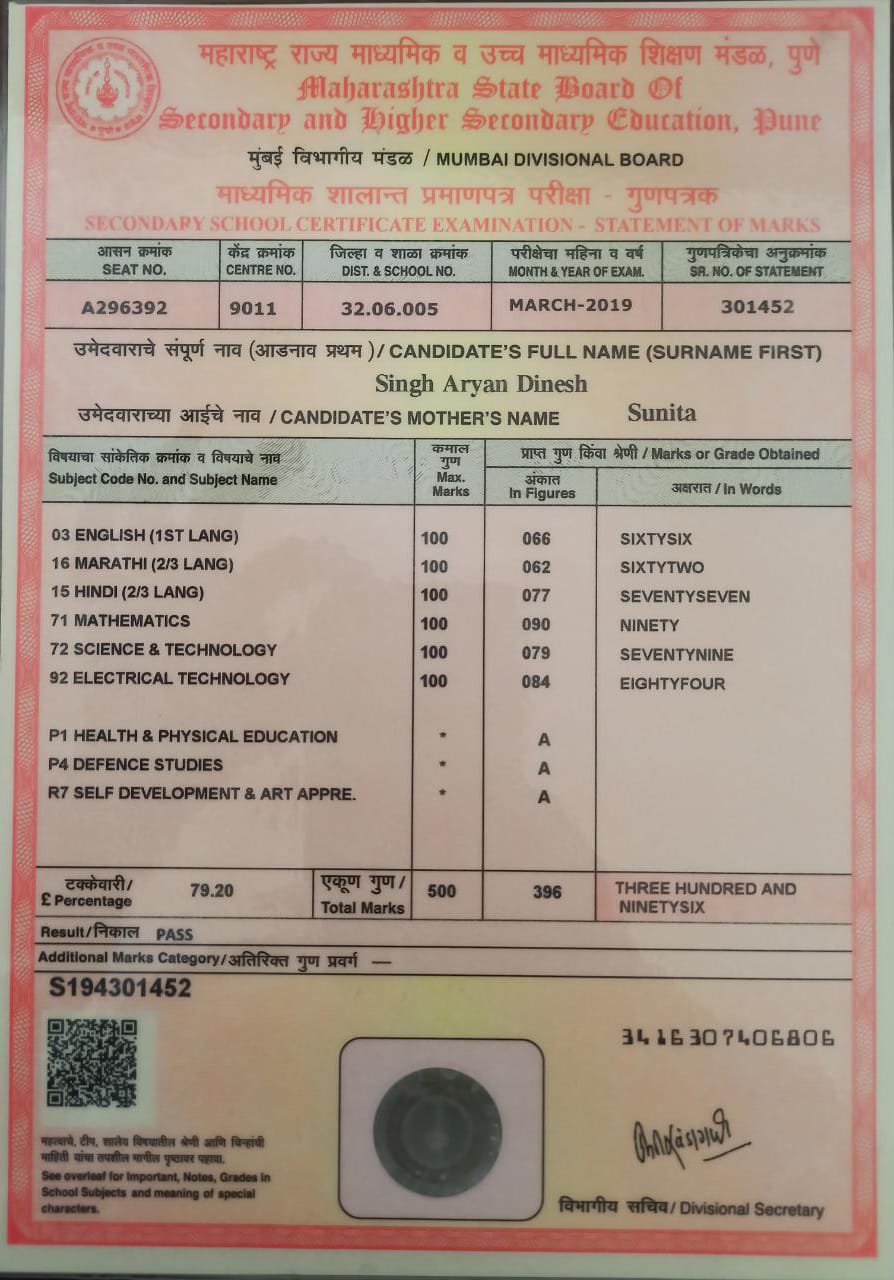 महाराष्ट्र राज्य माध्यमिक व उच्च माध्यमिक शिक्षण मंडळ, पुणे
Maharashtra State Board Of
Secondary and Higher Secondary Education, Pune
मुंबई विभागीय मंडळ / MUMBAI DIVISIONAL BOARD
माध्यमिक शालान्त प्रमाणपत्र परीक्षा - गुणपत्रक
SECONDARY SCHOOL CERTIFICATE EXAMINATION - STATEMENT OF MARKS
आसन क्रमांक केंद्र क्रमांक जिल्हा व शाळा क्रमांक परीक्षेचा महिना व वर्ष गुणपत्रिकेचा अनुक्रमांक
SEAT NO. CENTRE NO. DIST. & SCHOOL NO. MONTH & YEAR OF EXAM. SR. NO. OF STATEMENT
A296392 9011 32.06.005 MARCH-2019 301452
उमेदवाराचे संपूर्ण नाव (आडनाव प्रथम )/ CANDIDATE'S FULL NAME (SURNAME FIRST)
Singh Aryan Dinesh
उमेदवाराच्या आईचे नाव / CANDIDATE'S MOTHER'S NAME Sunita
विषयाचा सांकेतिक क्रमांक व विषयाचे नाव
Subject Code No. and Subject Name
कमाल
गुण
Max.
Marks
प्राप्त गुण किंवा श्रेणी / Marks or Grade Obtained
अंकात
In Figures
अक्षरात / In Words
03 ENGLISH (1ST LANG) 100 066 SIXTYSIX
16 MARATHI (2/3 LANG) 100 062 SIXTYTWO
15 HINDI (2/3 LANG) 100 077 SEVENTYSEVEN
71 MATHEMATICS 100 090 NINETY
72 SCIENCE & TECHNOLOGY 100 079 SEVENTYNINE
92 ELECTRICAL TECHNOLOGY 100 084 EIGHTYFOUR
P1 HEALTH & PHYSICAL EDUCATION * A
P4 DEFENCE STUDIES * A
R7 SELF DEVELOPMENT & ART APPRE. * A
टक्केवारी/
£ Percentage
79.20
एकूण गुण /
Total Marks
500 396
THREE HUNDRED AND
NINETYSIX
Result/निकाल PASS
Additional Marks Category/अतिरिक्त गुण प्रवर्ग —
S194301452
3416307406806
महत्वाचे, टीप, शालेय विषयातील श्रेणी आणि चिन्हांची
माहिती यांचा तपशील मागील पृष्ठावर पहावा.
See overleaf for Important, Notes, Grades in
School Subjects and meaning of special
characters.
विभागीय सचिव/ Divisional Secretary